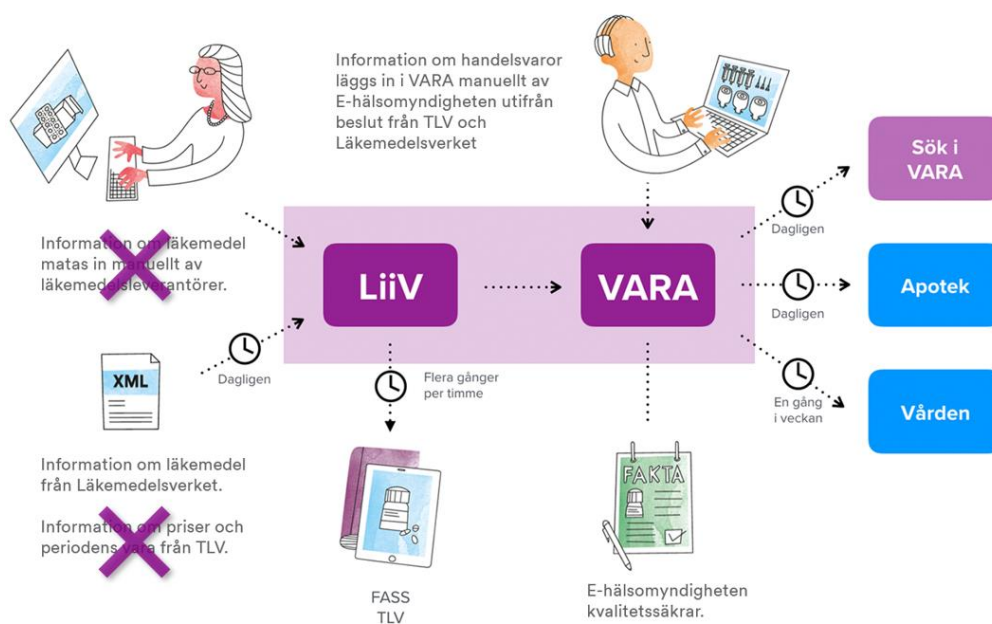 Information om handelsvaror
läggs in i VARA manuellt av
E-hälsomyndigheten utifrån
beslut från TLV och
Läkemedelsverket
Sök i
VARA
Dagligen
Information om läkemedel
matas in manuellt av
läkemedelsleverantörer.
LiiV
VARA
Dagligen
Apotek
XML
Dagligen
Flera gånger
per timme
En gång
i veckan
Vården
Information om läkemedel
från Läkemedelsverket.
Information om priser och
periodens vara från TLV.
FAKTA
FASS
TLV
E-hälsomyndigheten
kvalitetssäkrar.